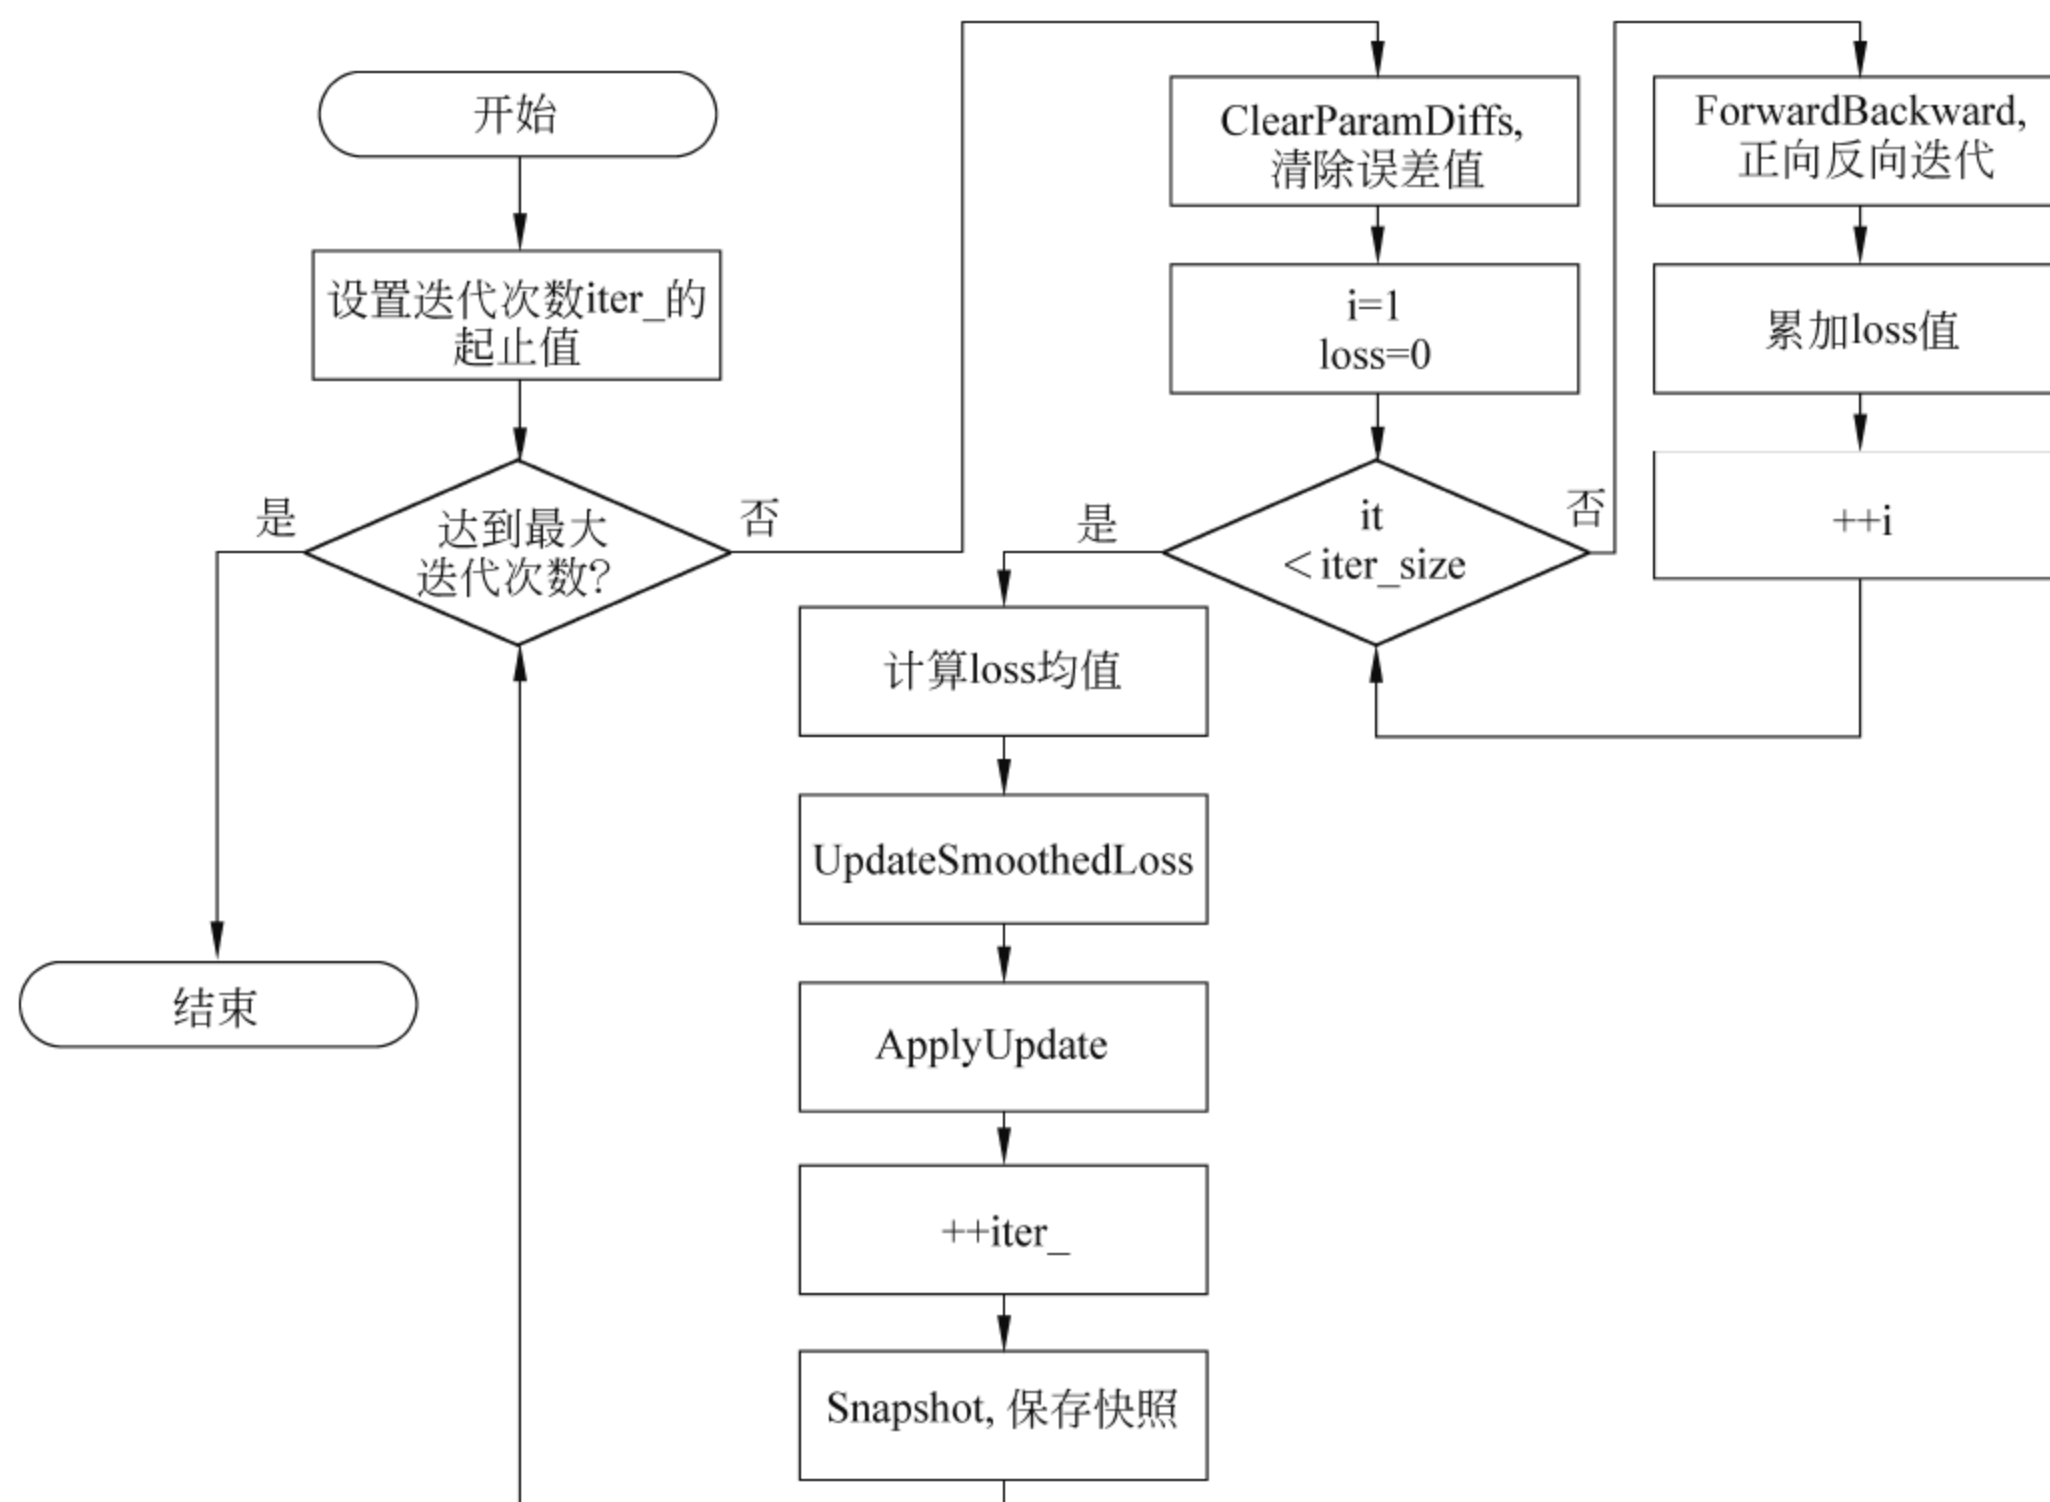 开始
设置迭代次数iter_的
起止值
达到最大
迭代次数?
是
否
结束
ClearParamDiffs,
清除误差值
i=1
loss=0
it
< iter_size
是
否
ForwardBackward,
正向反向迭代
累加loss值
++i
计算loss均值
UpdateSmoothedLoss
ApplyUpdate
++iter_
Snapshot, 保存快照